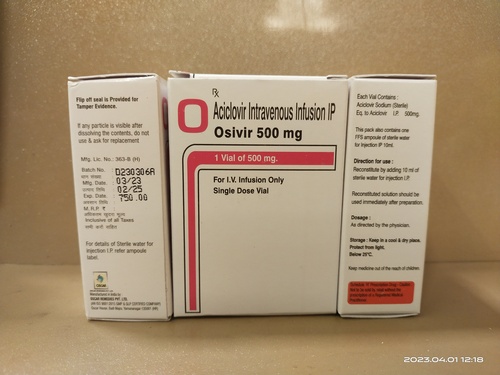 Flip off seal is Provided for
Tamper Evidence.
If any particle is visible after
dissolving the contents, do not
use & ask for replacement
Mfg. Lic. No.: 363-B (H)
Batch No. D230306A
Mfg. Date. 03/23
Exp. Date. 02/25
M. R.P. ₹ 750.00
Inclusive of all Taxes
For details of Sterile water for
injection I.P. refer ampoule
label.
Rx
Aciclovir Intravenous Infusion IP
Osivir 500 mg
1 Vial of 500 mg.
For I.V. Infusion Only
Single Dose Vial
Each Vial Contains :
Aciclovir Sodium (Sterile)
Eq. to Aciclovir I.P. 500mg.
This pack also contains one
FFS ampoule of sterile water
for Injection IP 10ml.
Direction for use :
Reconstitute by adding 10 ml of
sterile water for injection I.P.
Reconstituted solution should be
used immediately after preparation.
Dosage :
As directed by the physician.
Storage : Keep in a cool & dry place.
Protect from light.
Below 25°C.
Keep medicine out of the reach of children.
2023.04.01 12:18